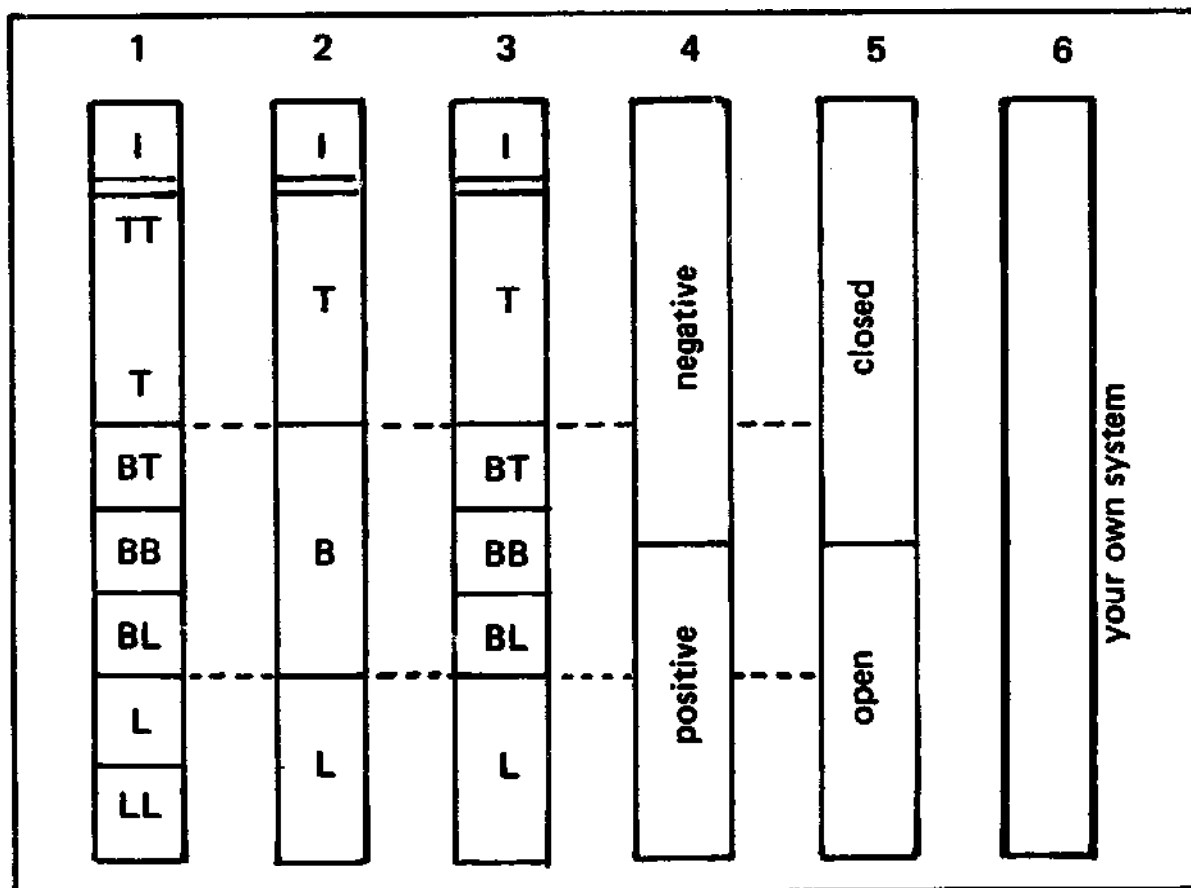 1 2 3 4 5 6
I I I
TT
T T
T
negative
closed
BT BT
BB B BB
BL BL
positive
open
your own system
L
L L
LL